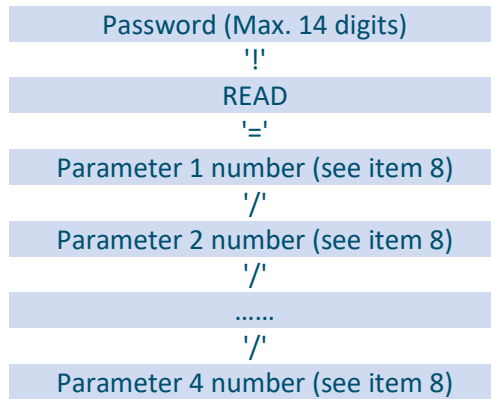 Password (Max. 14 digits)
'!'
READ
'='
Parameter 1 number (see item 8)
'/'
Parameter 2 number (see item 8)
'/'
……
'/'
Parameter 4 number (see item 8)